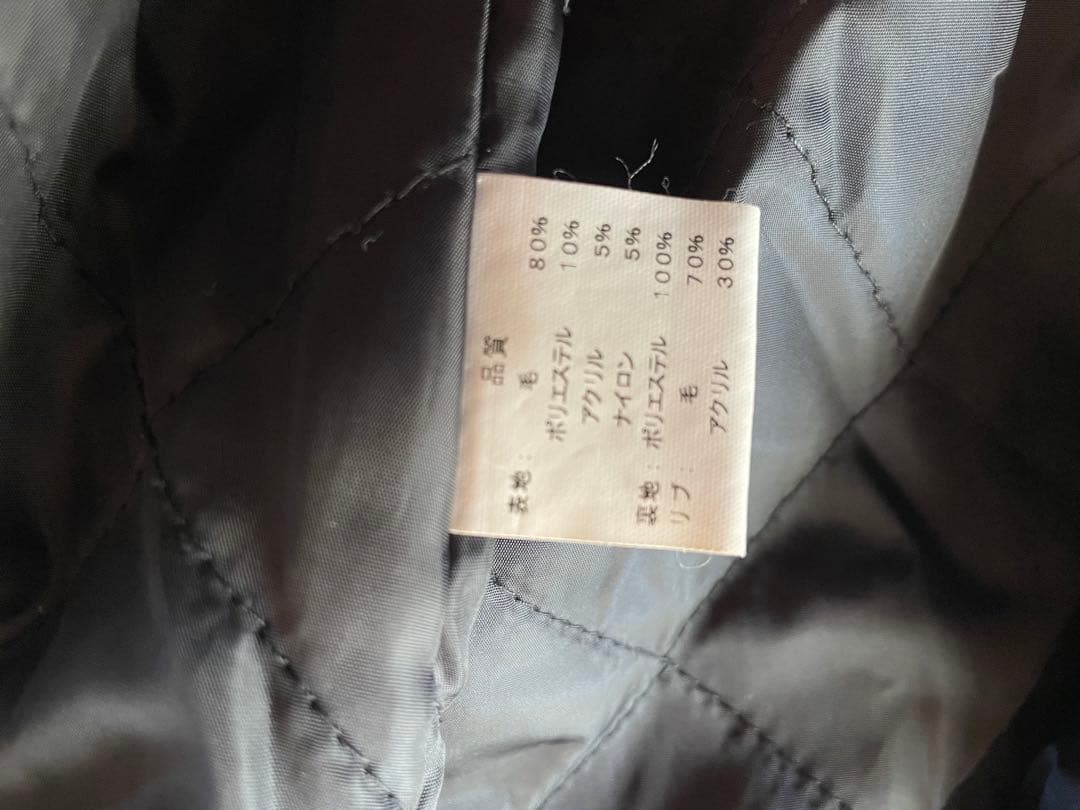 品質
表地： 毛 80%
ポリエステル 10%
アクリル 5%
ナイロン 5%
裏地： ポリエステル 100%
リブ： 毛 70%
アクリル 30%